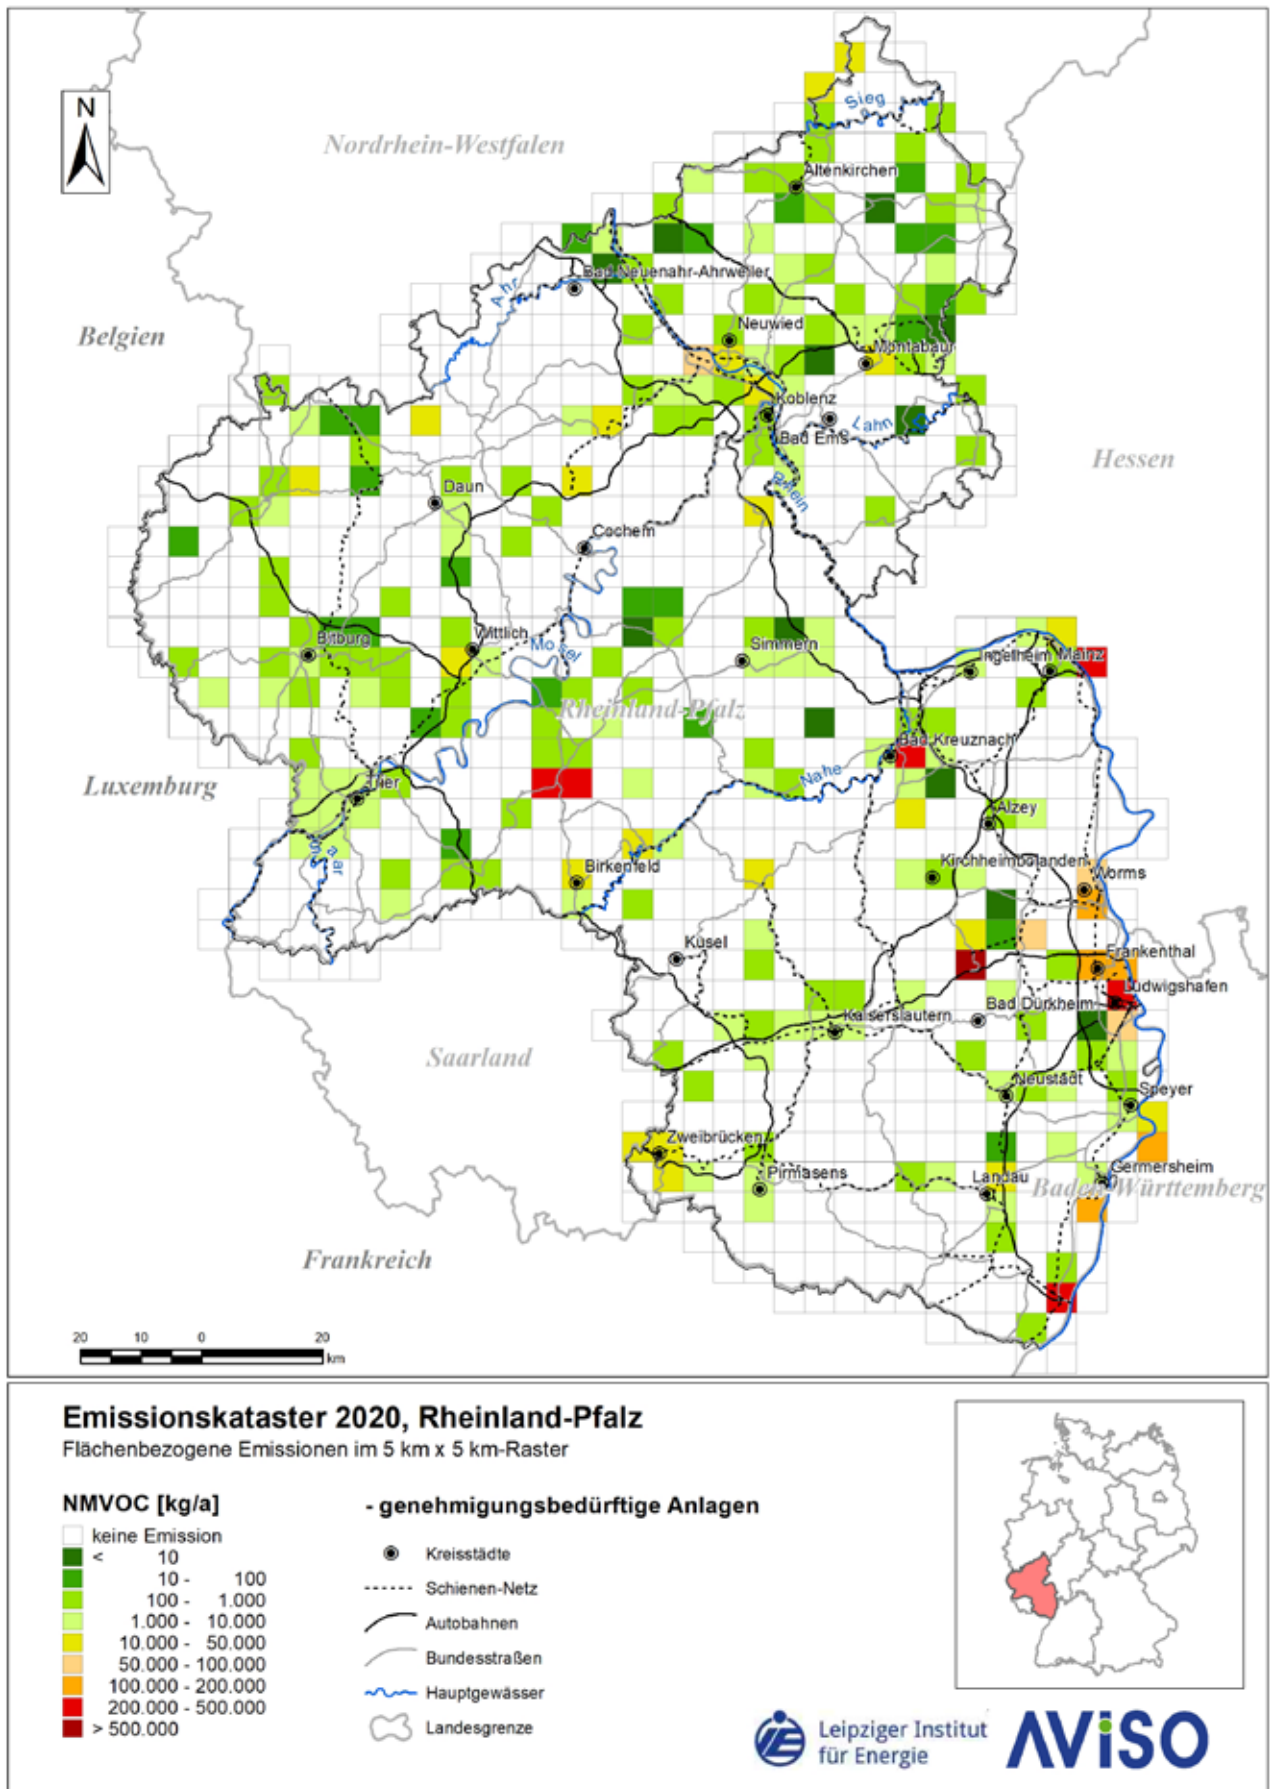 N
Nordrhein-Westfalen
Sieg
Altenkirchen
Bad Neuenahr-Ahrweiler
Ahr
Belgien
Neuwied
Montabaur
Koblenz
Lahn
Bad Ems
Hessen
Rhein
Daun
Cochem
Bitburg
Wittlich
Mosel
Simmern
Ingelheim
Mainz
Rheinland-Pfalz
Bad Kreuznach
Luxemburg
Trier
Nahe
Alzey
Saar
Birkenfeld
Kirchheimbolanden
Worms
Kusel
Frankenthal
Ludwigshafen
Bad Dürkheim
Kaiserslautern
Saarland
Neustadt
Speyer
Zweibrücken
Pirmasens
Landau
Germersheim
Baden-Württemberg
Frankreich
20 10 0 20
km
Emissionskataster 2020, Rheinland-Pfalz
Flächenbezogene Emissionen im 5 km x 5 km-Raster
NMVOC [kg/a]
keine Emission
< 10
10 - 100
100 - 1.000
1.000 - 10.000
10.000 - 50.000
50.000 - 100.000
100.000 - 200.000
200.000 - 500.000
> 500.000
- genehmigungsbedürftige Anlagen
Kreisstädte
Schienen-Netz
Autobahnen
Bundesstraßen
Hauptgewässer
Landesgrenze
Leipziger Institut
für Energie
AVISO